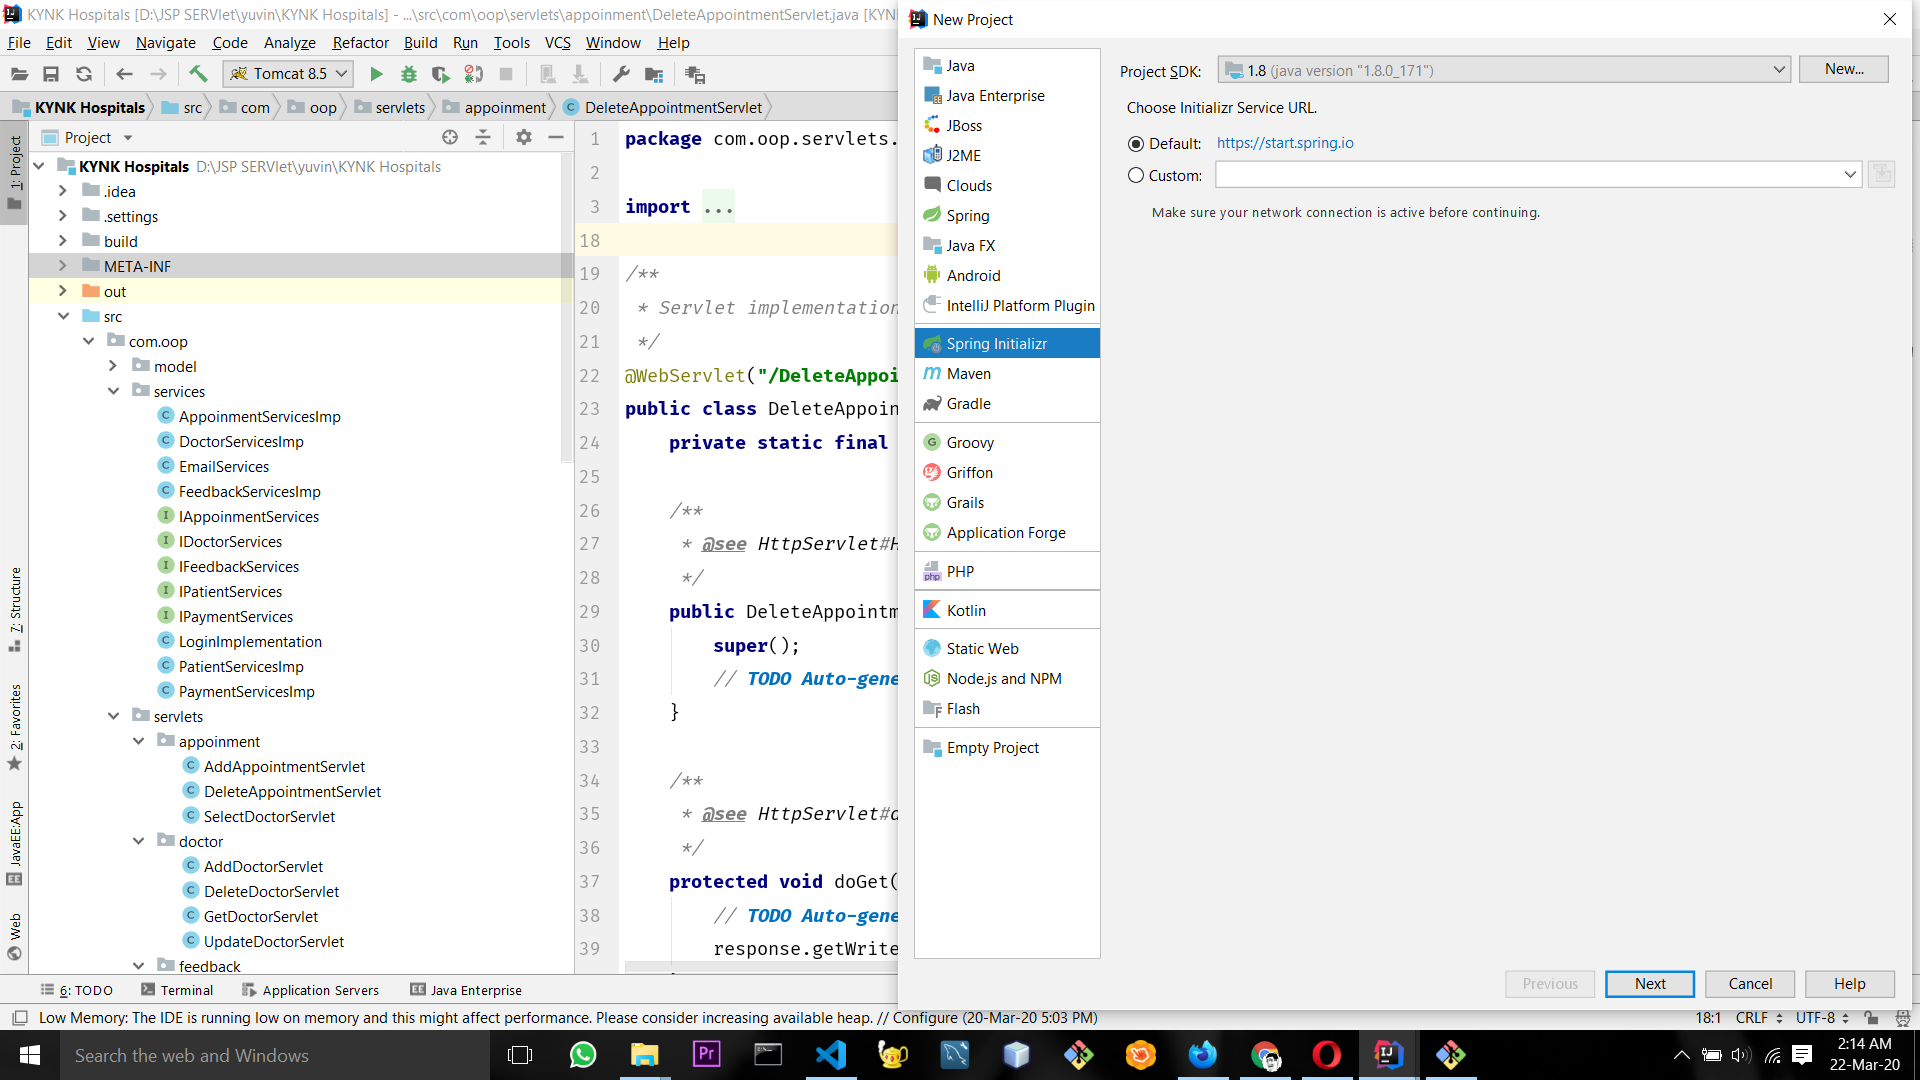 KYNK Hospitals [D:\JSP SERVlet\yuvin\KYNK Hospitals] - ...\src\com\oop\servlets\appoinment\DeleteAppointmentServlet.java [KYN
File Edit View Navigate Code Analyze Refactor Build Run Tools VCS Window Help
Tomcat 8.5
KYNK Hospitals src com oop servlets appoinment DeleteAppointmentServlet
Project
KYNK Hospitals D:\JSP SERVlet\yuvin\KYNK Hospitals
.idea
.settings
build
META-INF
out
src
com.oop
model
services
AppoinmentServicesImp
DoctorServicesImp
EmailServices
FeedbackServicesImp
IAppoinmentServices
IDoctorServices
IFeedbackServices
IPatientServices
IPaymentServices
LoginImplementation
PatientServicesImp
PaymentServicesImp
servlets
appoinment
AddAppointmentServlet
DeleteAppointmentServlet
SelectDoctorServlet
doctor
AddDoctorServlet
DeleteDoctorServlet
GetDoctorServlet
UpdateDoctorServlet
feedback
1: Project
7: Structure
2: Favorites
JavaEE:App
Web
1 package com.oop.servlets.
2
3 import ...
18
19 /**
20 * Servlet implementation
21 */
22 @WebServlet("/DeleteAppoi
23 public class DeleteAppoin
24 private static final
25
26 /**
27 * @see HttpServlet#H
28 */
29 public DeleteAppointm
30 super();
31 // TODO Auto-gene
32 }
33
34 /**
35 * @see HttpServlet#d
36 */
37 protected void doGet(
38 // TODO Auto-gene
39 response.getWrite
New Project
Java
Java Enterprise
JBoss
J2ME
Clouds
Spring
Java FX
Android
IntelliJ Platform Plugin
Spring Initializr
Maven
Gradle
Groovy
Griffon
Grails
Application Forge
PHP
Kotlin
Static Web
Node.js and NPM
Flash
Empty Project
Project SDK: 1.8 (java version "1.8.0_171") New...
Choose Initializr Service URL.
Default: https://start.spring.io
Custom:
Make sure your network connection is active before continuing.
Previous Next Cancel Help
6: TODO Terminal Application Servers Java Enterprise
Low Memory: The IDE is running low on memory and this might affect performance. Please consider increasing available heap. // Configure (20-Mar-20 5:03 PM)
18:1 CRLF UTF-8
Search the web and Windows
2:14 AM
22-Mar-20